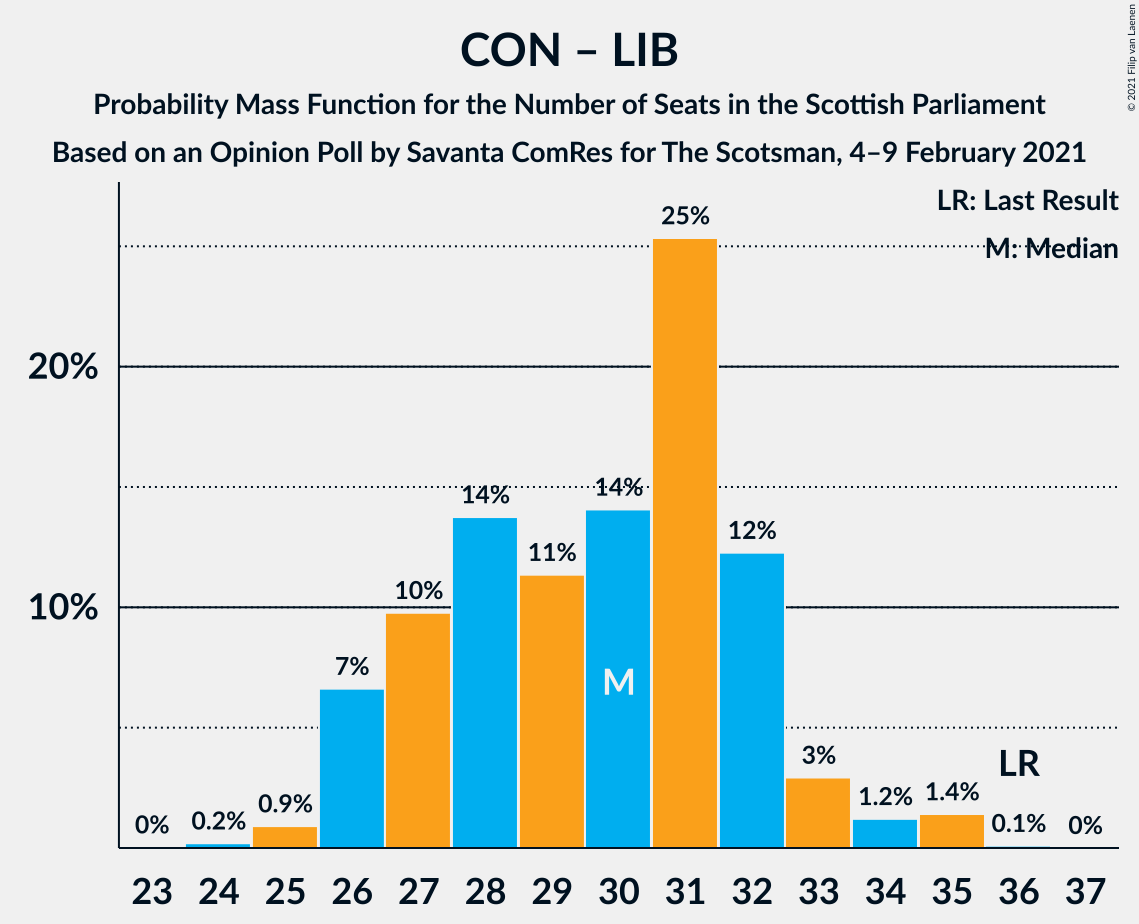 CON – LIB
Probability Mass Function for the Number of Seats in the Scottish Parliament
Based on an Opinion Poll by Savanta ComRes for The Scotsman, 4–9 February 2021
© 2021 Filip van Laenen
LR: Last Result
M: Median
20%
10%
0%
0.2%
0.9%
7%
10%
14%
11%
14%
25%
12%
3%
1.2%
1.4%
0.1%
0%
M
LR
23 24 25 26 27 28 29 30 31 32 33 34 35 36 37